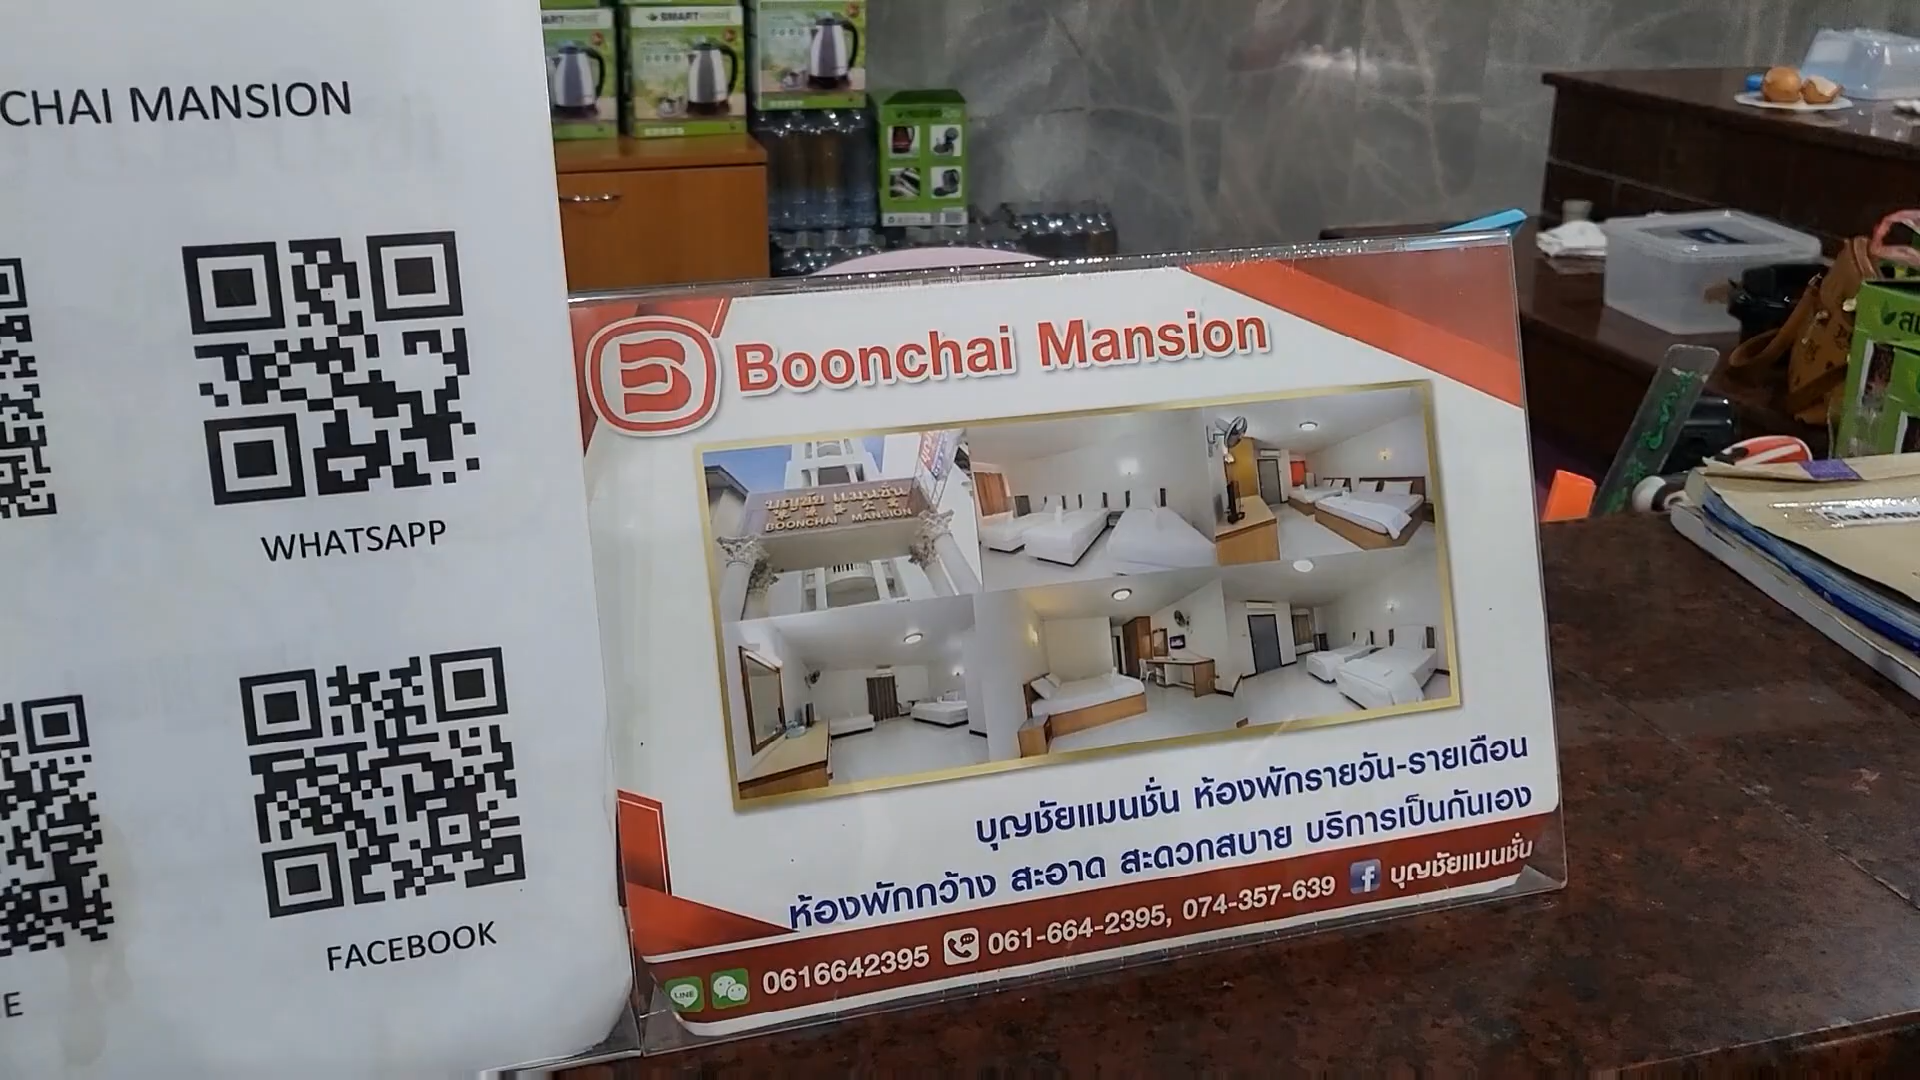 CHAI MANSION
WHATSAPP
FACEBOOK
E
SMARTHOME
Boonchai Mansion
บุญชัย แมนชั่น
BOONCHAI MANSION
บุญชัยแมนชั่น ห้องพักรายวัน-รายเดือน
ห้องพักกว้าง สะอาด สะดวกสบาย บริการเป็นกันเอง
LINE 0616642395 061-664-2395, 074-357-639 f บุญชัยแมนชั่น